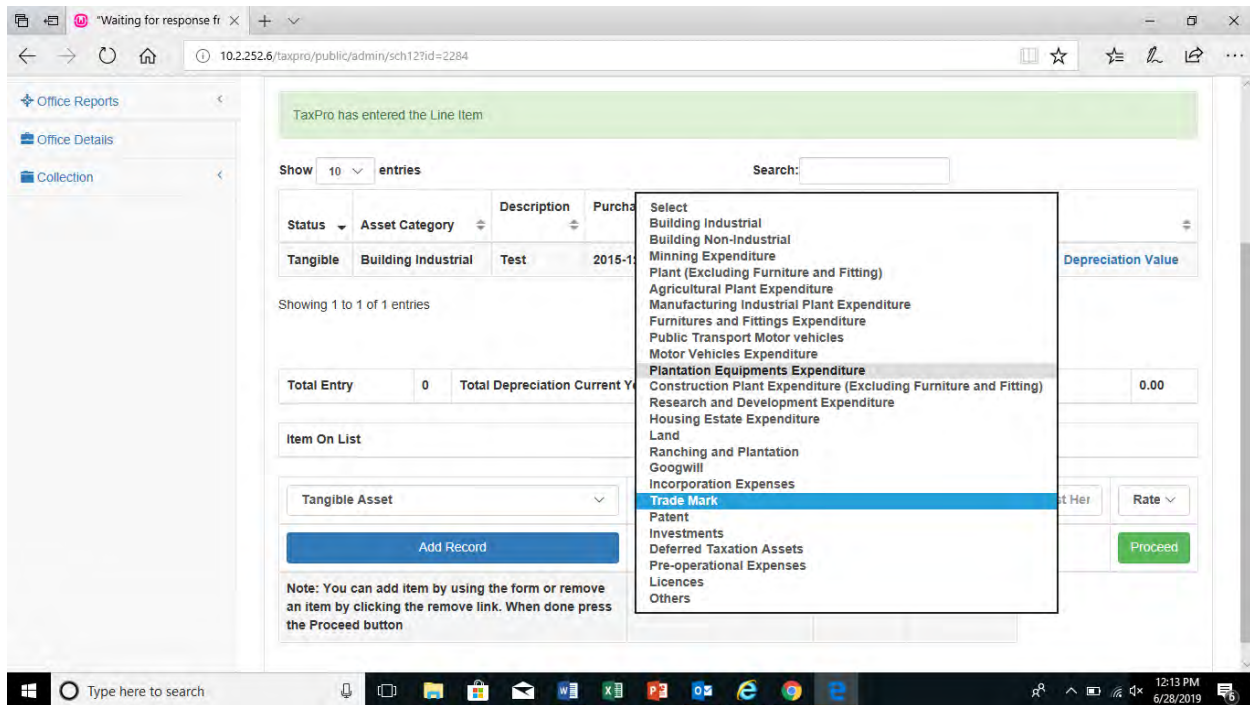 "Waiting for response fr
10.2.252.6/taxpro/public/admin/sch12?id=2284
Office Reports
Office Details
Collection
TaxPro has entered the Line Item
Show 10 entries
Search:
Status Asset Category Description Purcha
Tangible Building Industrial Test 2015-1 Depreciation Value
Showing 1 to 1 of 1 entries
Total Entry 0 Total Depreciation Current Y 0.00
Item On List
Tangible Asset
st Her Rate
Add Record
Proceed
Note: You can add item by using the form or remove
an item by clicking the remove link. When done press
the Proceed button
Select
Building Industrial
Building Non-Industrial
Minning Expenditure
Plant (Excluding Furniture and Fitting)
Agricultural Plant Expenditure
Manufacturing Industrial Plant Expenditure
Furnitures and Fittings Expenditure
Public Transport Motor vehicles
Motor Vehicles Expenditure
Plantation Equipments Expenditure
Construction Plant Expenditure (Excluding Furniture and Fitting)
Research and Development Expenditure
Housing Estate Expenditure
Land
Ranching and Plantation
Googwill
Incorporation Expenses
Trade Mark
Patent
Investments
Deferred Taxation Assets
Pre-operational Expenses
Licences
Others
Type here to search
12:13 PM
6/28/2019